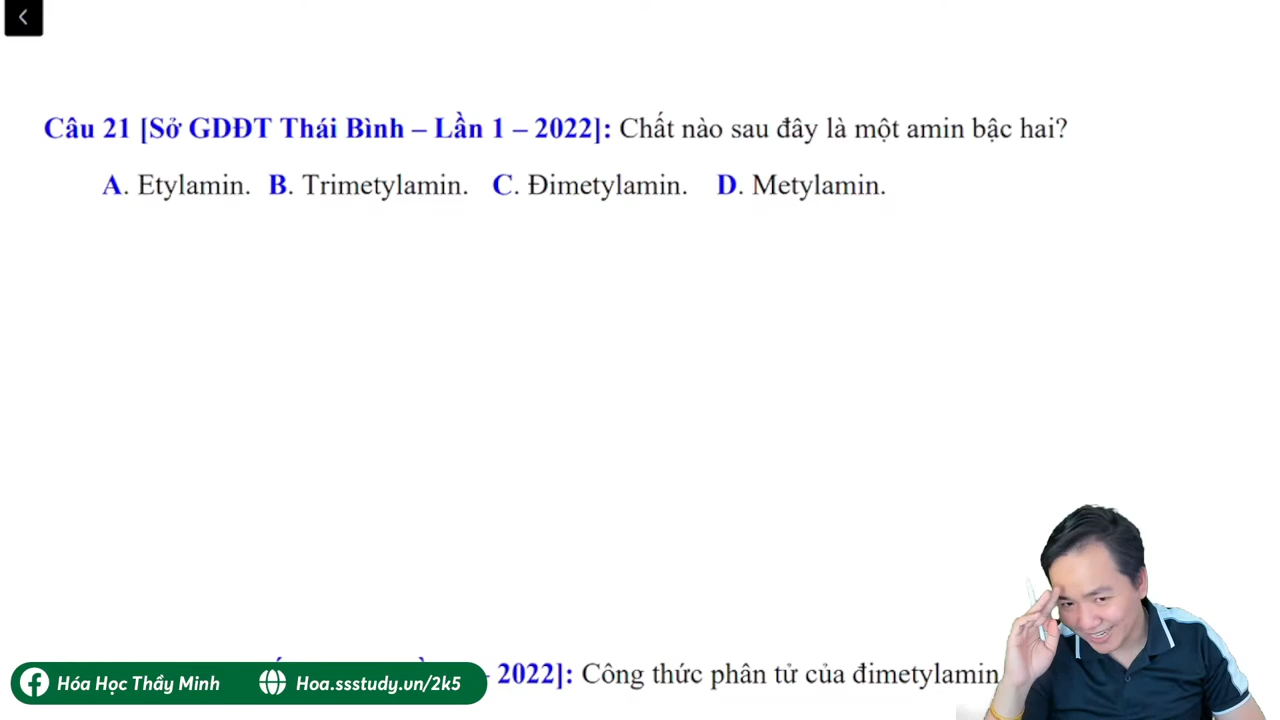 Câu 21 [Sở GDĐT Thái Bình – Lần 1 – 2022]: Chất nào sau đây là một amin bậc hai?
A. Etylamin. B. Trimetylamin. C. Đimetylamin. D. Metylamin.
– 2022]: Công thức phân tử của đimetylamin
Hóa Học Thầy Minh Hoa.ssstudy.vn/2k5